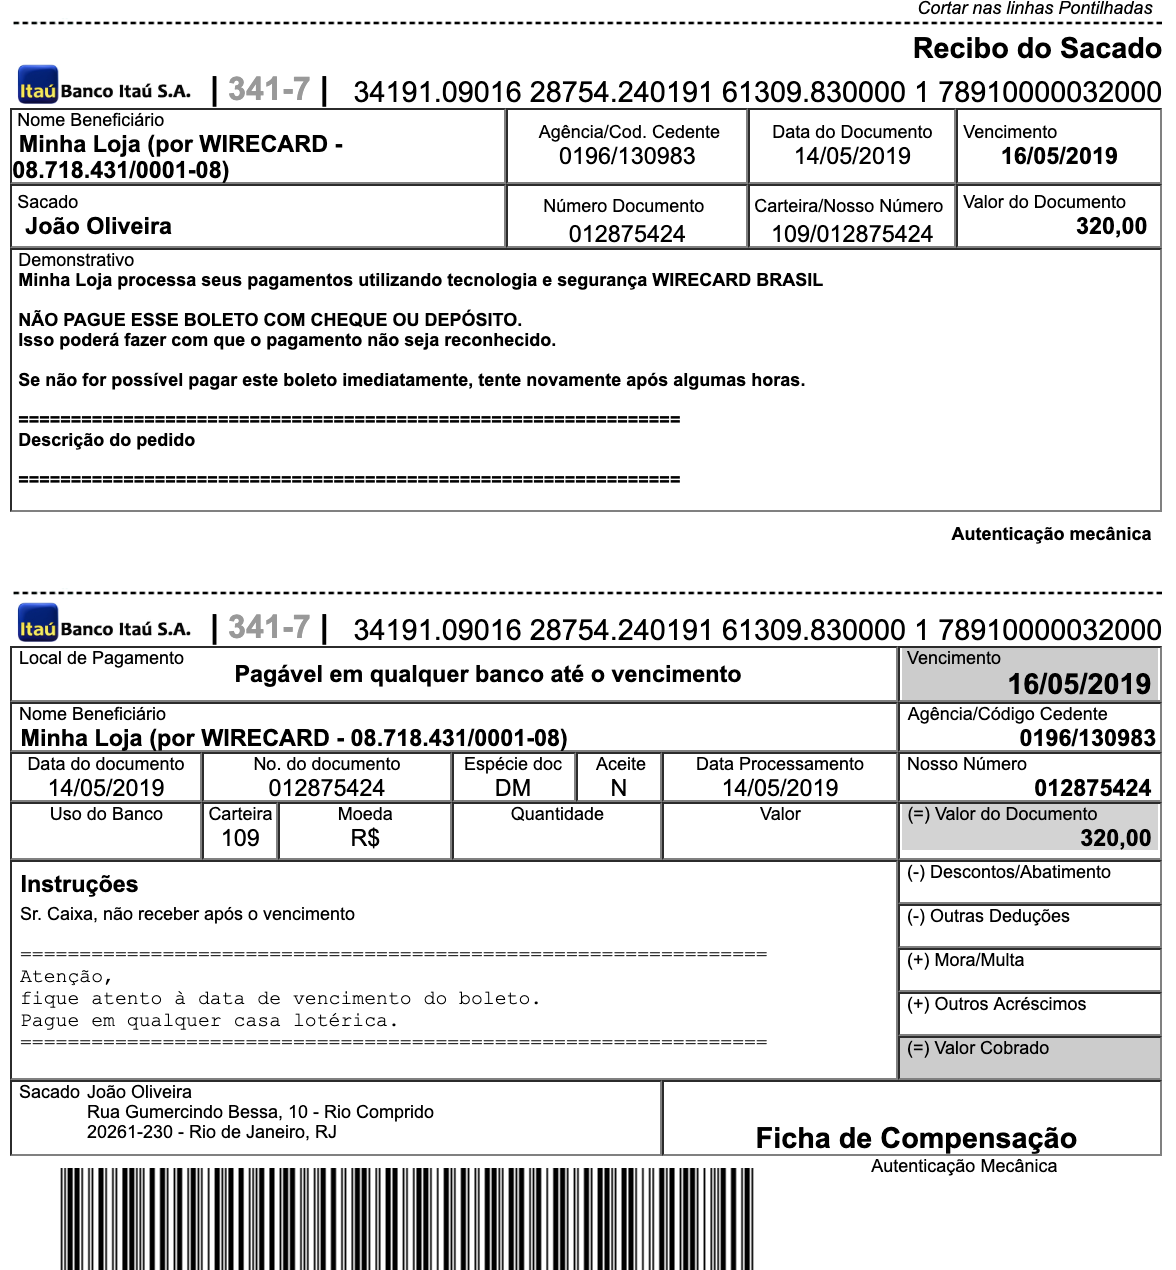 Cortar nas linhas Pontilhadas
Recibo do Sacado
Itaú Banco Itaú S.A. | 341-7 | 34191.09016 28754.240191 61309.830000 1 78910000032000
Nome Beneficiário
Minha Loja (por WIRECARD -
08.718.431/0001-08)
Agência/Cod. Cedente
0196/130983
Data do Documento
14/05/2019
Vencimento
16/05/2019
Sacado
João Oliveira
Número Documento
012875424
Carteira/Nosso Número
109/012875424
Valor do Documento
320,00
Demonstrativo
Minha Loja processa seus pagamentos utilizando tecnologia e segurança WIRECARD BRASIL
NÃO PAGUE ESSE BOLETO COM CHEQUE OU DEPÓSITO.
Isso poderá fazer com que o pagamento não seja reconhecido.
Se não for possível pagar este boleto imediatamente, tente novamente após algumas horas.
===============================================================
Descrição do pedido
===============================================================
Autenticação mecânica
Itaú Banco Itaú S.A. | 341-7 | 34191.09016 28754.240191 61309.830000 1 78910000032000
Local de Pagamento
Pagável em qualquer banco até o vencimento
Vencimento
16/05/2019
Nome Beneficiário
Minha Loja (por WIRECARD - 08.718.431/0001-08)
Agência/Código Cedente
0196/130983
Data do documento
14/05/2019
No. do documento
012875424
Espécie doc
DM
Aceite
N
Data Processamento
14/05/2019
Nosso Número
012875424
Uso do Banco
Carteira
109
Moeda
R$
Quantidade
Valor
(=) Valor do Documento
320,00
Instruções
Sr. Caixa, não receber após o vencimento
===============================================================
Atenção,
fique atento à data de vencimento do boleto.
Pague em qualquer casa lotérica.
===============================================================
(-) Descontos/Abatimento
(-) Outras Deduções
(+) Mora/Multa
(+) Outros Acréscimos
(=) Valor Cobrado
Sacado João Oliveira
Rua Gumercindo Bessa, 10 - Rio Comprido
20261-230 - Rio de Janeiro, RJ
Ficha de Compensação
Autenticação Mecânica